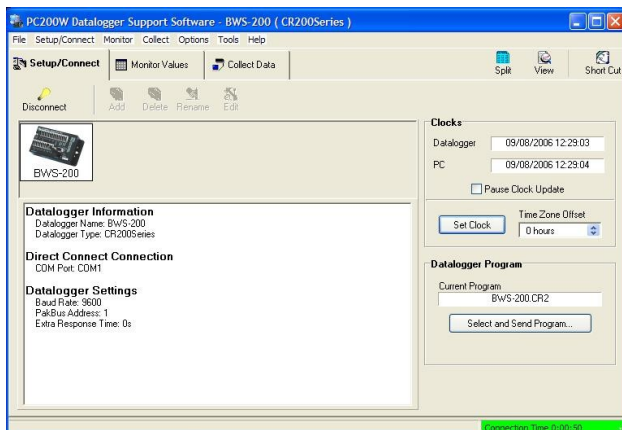 PC200W Datalogger Support Software - BWS-200 ( CR200Series )
File Setup/Connect Monitor Collect Options Tools Help
Setup/Connect Monitor Values Collect Data Split View Short Cut
Disconnect Add Delete Rename Edit
BWS-200
Datalogger Information
Datalogger Name: BWS-200
Datalogger Type: CR200Series
Direct Connect Connection
COM Port: COM1
Datalogger Settings
Baud Rate: 9600
PakBus Address: 1
Extra Response Time: 0s
Clocks
Datalogger 09/08/2006 12:29:03
PC 09/08/2006 12:29:04
Pause Clock Update
Time Zone Offset
Set Clock 0 hours
Datalogger Program
Current Program
BWS-200.CR2
Select and Send Program...
Connection Time 0:00:50